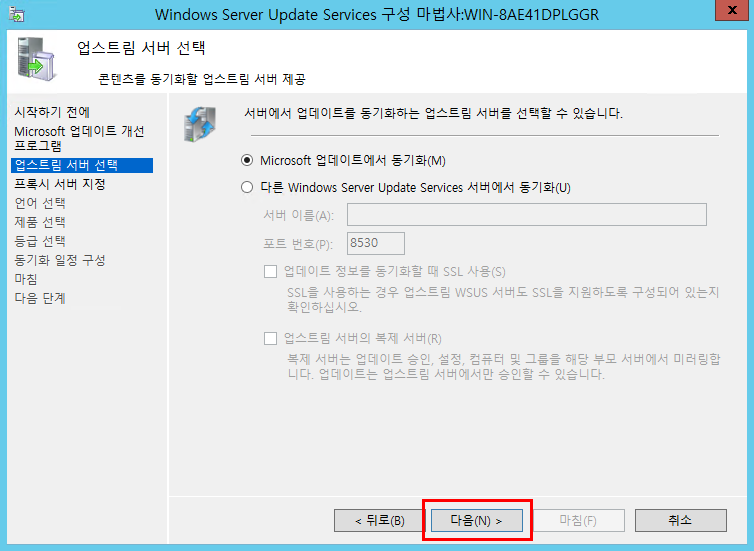 Windows Server Update Services 구성 마법사:WIN-8AE41DPLGGR
x
업스트림 서버 선택
콘텐츠를 동기화할 업스트림 서버 제공
시작하기 전에
Microsoft 업데이트 개선
프로그램
업스트림 서버 선택
프록시 서버 지정
언어 선택
제품 선택
등급 선택
동기화 일정 구성
마침
다음 단계
서버에서 업데이트를 동기화하는 업스트림 서버를 선택할 수 있습니다.
Microsoft 업데이트에서 동기화(M)
다른 Windows Server Update Services 서버에서 동기화(U)
서버 이름(A):
포트 번호(P): 8530
업데이트 정보를 동기화할 때 SSL 사용(S)
SSL을 사용하는 경우 업스트림 WSUS 서버도 SSL을 지원하도록 구성되어 있는지
확인하십시오.
업스트림 서버의 복제 서버(R)
복제 서버는 업데이트 승인, 설정, 컴퓨터 및 그룹을 해당 부모 서버에서 미러링합
니다. 업데이트는 업스트림 서버에서만 승인할 수 있습니다.
< 뒤로(B) 다음(N) > 마침(F) 취소